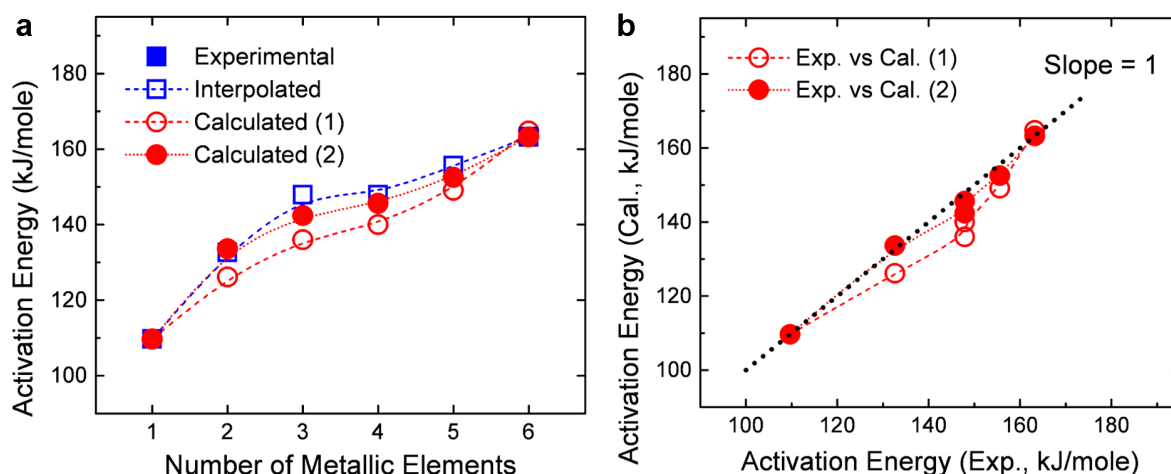 a
Activation Energy (kJ/mole)
180
160
140
120
100
Experimental
Interpolated
Calculated (1)
Calculated (2)
1 2 3 4 5 6
Number of Metallic Elements
b
Activation Energy (Cal., kJ/mole)
180
160
140
120
100
Exp. vs Cal. (1)
Exp. vs Cal. (2)
Slope = 1
100 120 140 160 180
Activation Energy (Exp., kJ/mole)